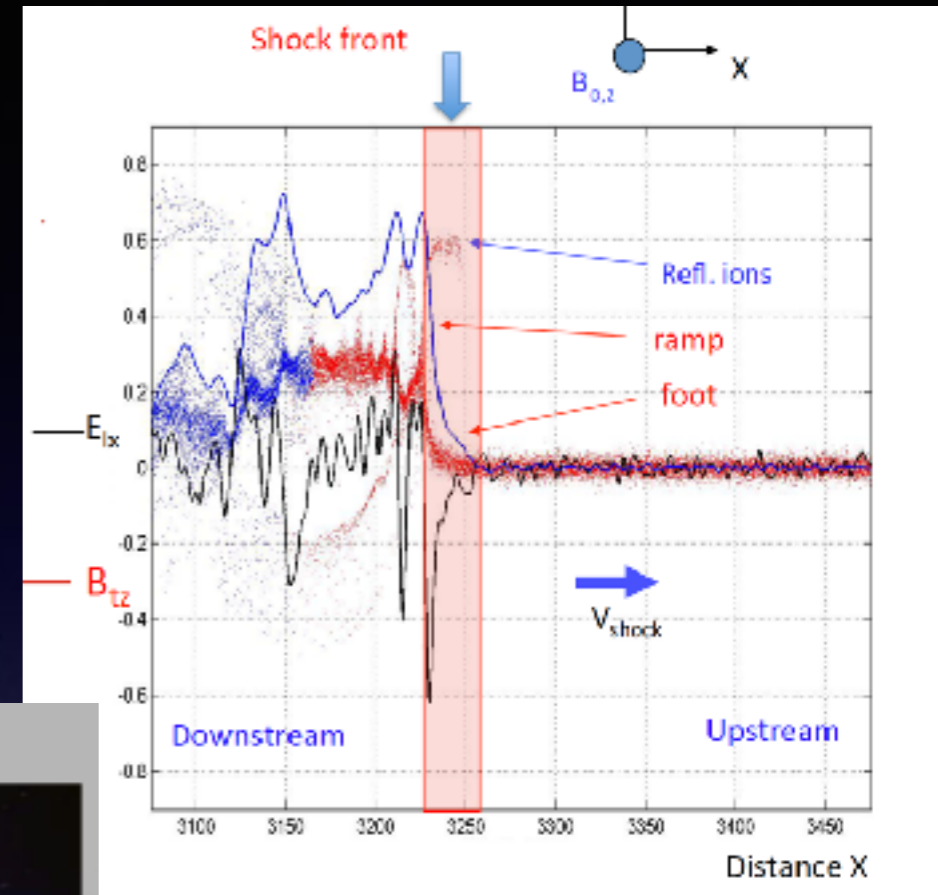 Shock front
X
B0,z
0.8
0.6
Refl. ions
0.4
ramp
foot
0.2
Elx
0
-0.2
Btz
-0.4
Vshock
-0.6
Downstream
Upstream
-0.8
3100 3150 3200 3250 3300 3350 3400 3450
Distance X